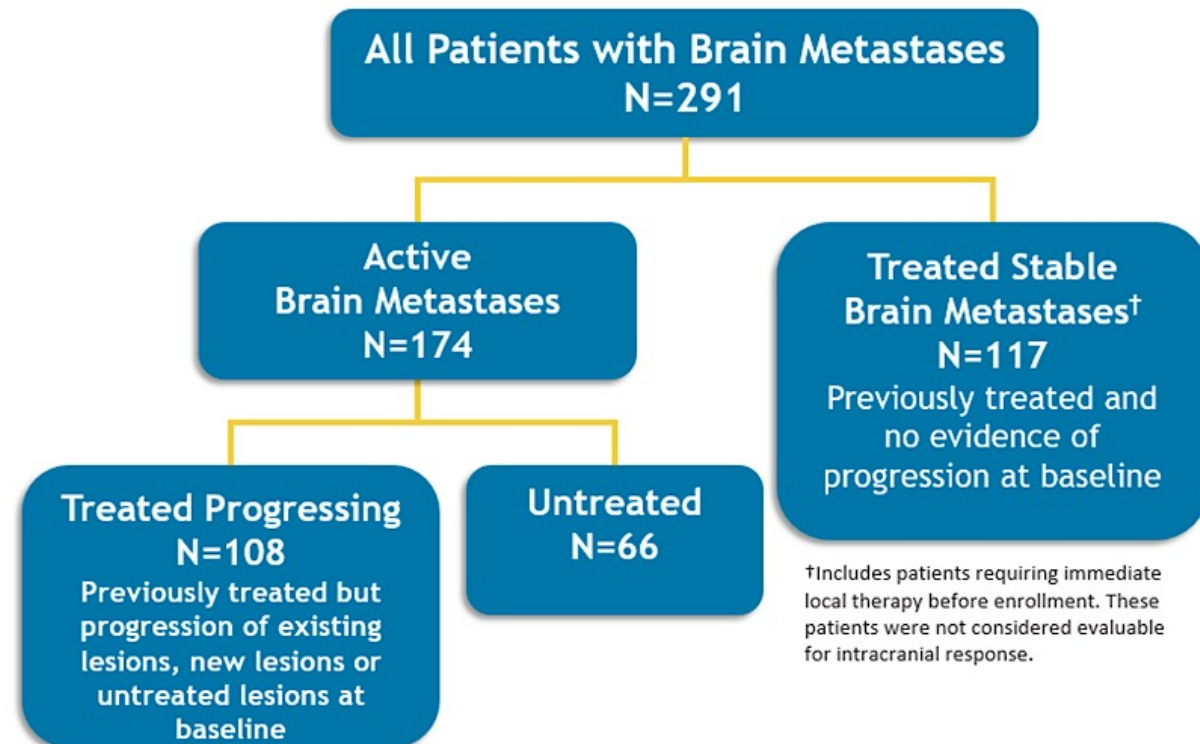 All Patients with Brain Metastases
N=291
Active
Brain Metastases
N=174
Treated Stable
Brain Metastases†
N=117
Previously treated and
no evidence of
progression at baseline
Treated Progressing
N=108
Previously treated but
progression of existing
lesions, new lesions or
untreated lesions at
baseline
Untreated
N=66
†Includes patients requiring immediate
local therapy before enrollment. These
patients were not considered evaluable
for intracranial response.